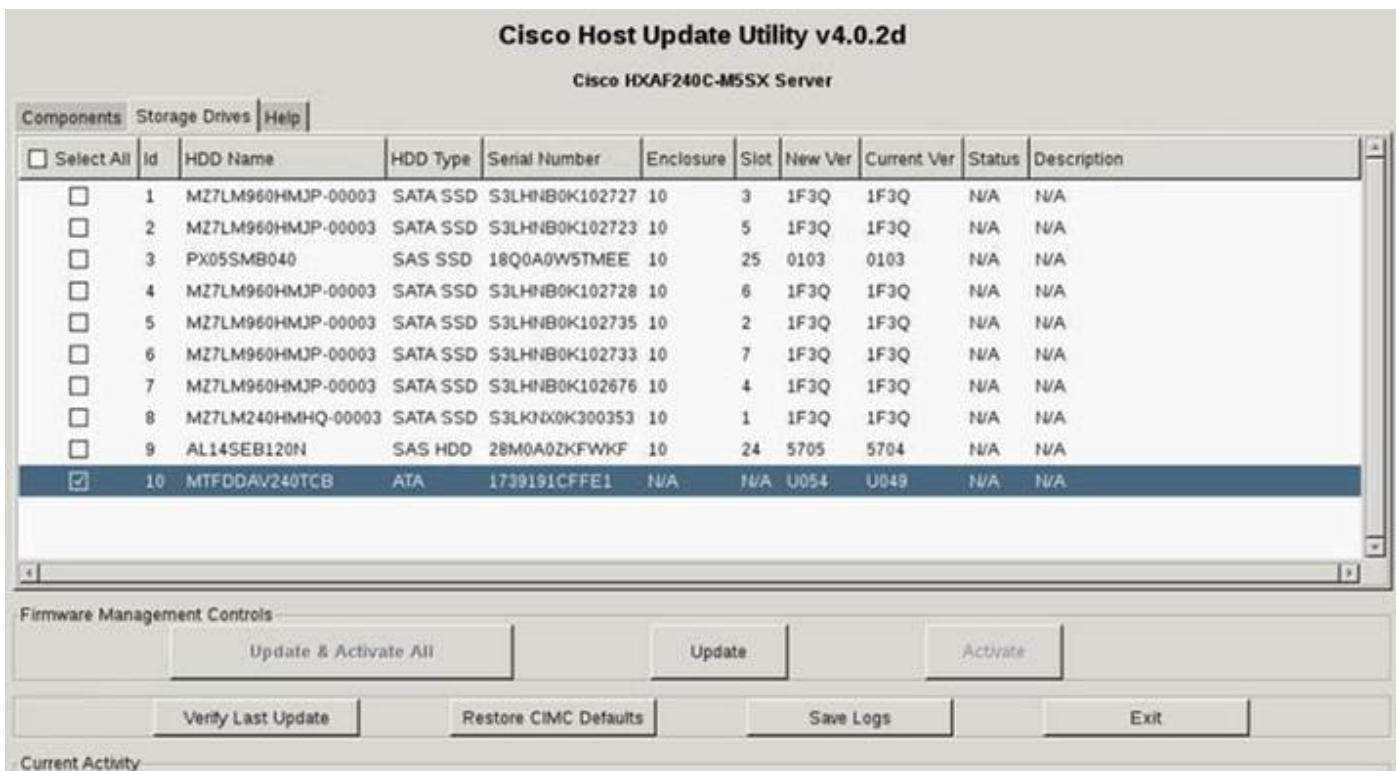 Cisco Host Update Utility v4.0.2d
Cisco HXAF240C-M5SX Server
Components Storage Drives Help
Select All Id HDD Name HDD Type Serial Number Enclosure Slot New Ver Current Ver Status Description
1 MZ7LM960HMJP-00003 SATA SSD S3LHNB0K102727 10 3 1F3Q 1F3Q N/A N/A
2 MZ7LM960HMJP-00003 SATA SSD S3LHNB0K102723 10 5 1F3Q 1F3Q N/A N/A
3 PX05SMB040 SAS SSD 18Q0A0W5TMEE 10 25 0103 0103 N/A N/A
4 MZ7LM960HMJP-00003 SATA SSD S3LHNB0K102728 10 6 1F3Q 1F3Q N/A N/A
5 MZ7LM960HMJP-00003 SATA SSD S3LHNB0K102735 10 2 1F3Q 1F3Q N/A N/A
6 MZ7LM960HMJP-00003 SATA SSD S3LHNB0K102733 10 7 1F3Q 1F3Q N/A N/A
7 MZ7LM960HMJP-00003 SATA SSD S3LHNB0K102676 10 4 1F3Q 1F3Q N/A N/A
8 MZ7LM240HMHQ-00003 SATA SSD S3LKNX0K300353 10 1 1F3Q 1F3Q N/A N/A
9 AL14SEB120N SAS HDD 28M0A0ZKFWKF 10 24 5705 5704 N/A N/A
10 MTFDDAV240TCB ATA 1739191CFFE1 N/A N/A U054 U049 N/A N/A
Firmware Management Controls
Update & Activate All Update Activate
Verify Last Update Restore CIMC Defaults Save Logs Exit
Current Activity